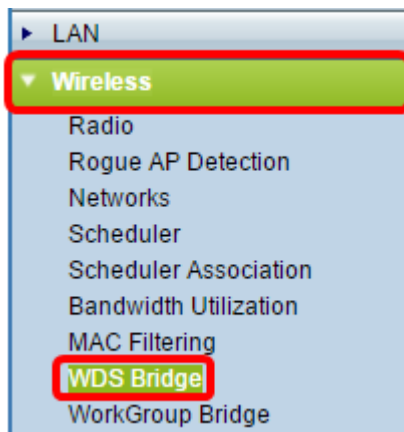 LAN
Wireless
Radio
Rogue AP Detection
Networks
Scheduler
Scheduler Association
Bandwidth Utilization
MAC Filtering
WDS Bridge
WorkGroup Bridge